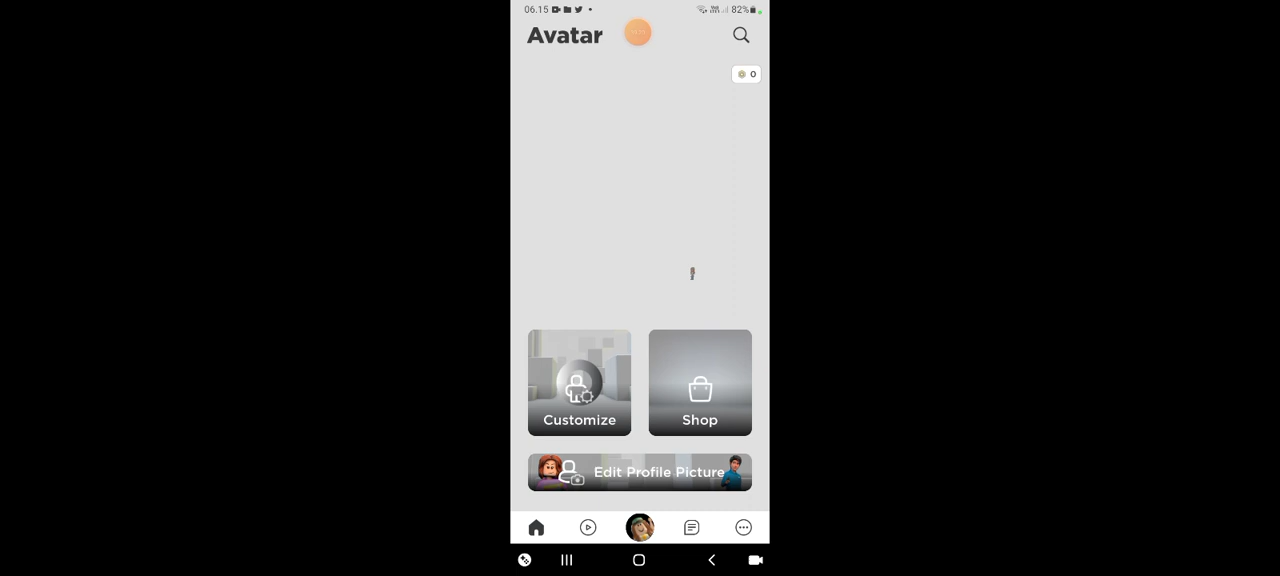 06.15
82%
Avatar
0
Customize
Shop
Edit Profile Picture